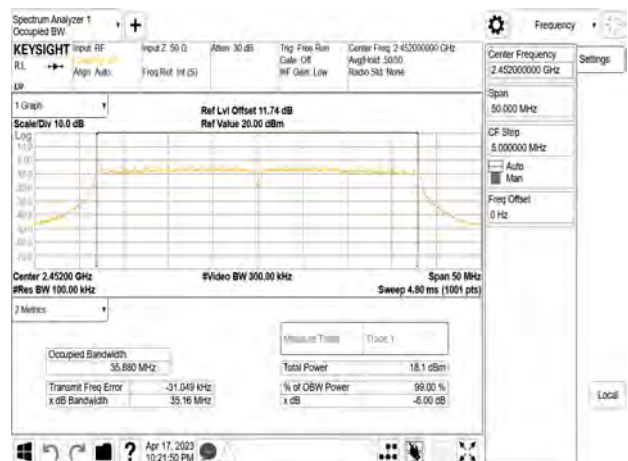 Spectrum Analyzer 1
Occupied BW
+
Frequency
KEYSIGHT
Input: RF
Input Z: 50 Ω
Atten: 30 dB
Trig: Free Run
Center Freq: 2.452000000 GHz
RL
Gate: Off
Avg|Hold: 50/50
Align: Auto
Freq Ref: Int (S)
#IF Gain: Low
Radio Std: None
Center Frequency
2.452000000 GHz
Settings
Span
50.000 MHz
CF Step
5.000000 MHz
Auto
Man
Freq Offset
0 Hz
1 Graph
Ref Lvl Offset 11.74 dB
Scale/Div 10.0 dB
Ref Value 20.00 dBm
Log
10.0
0.00
Center 2.45200 GHz
#Video BW 300.00 kHz
Span 50 MHz
#Res BW 100.00 kHz
Sweep 4.80 ms (1001 pts)
2 Metrics
Measure Trace
Trace 1
Occupied Bandwidth
35.880 MHz
Total Power
18.1 dBm
Transmit Freq Error
-31.049 kHz
% of OBW Power
99.00 %
x dB Bandwidth
35.16 MHz
x dB
-6.00 dB
Local
?
Apr 17, 2023
10:21:50 PM